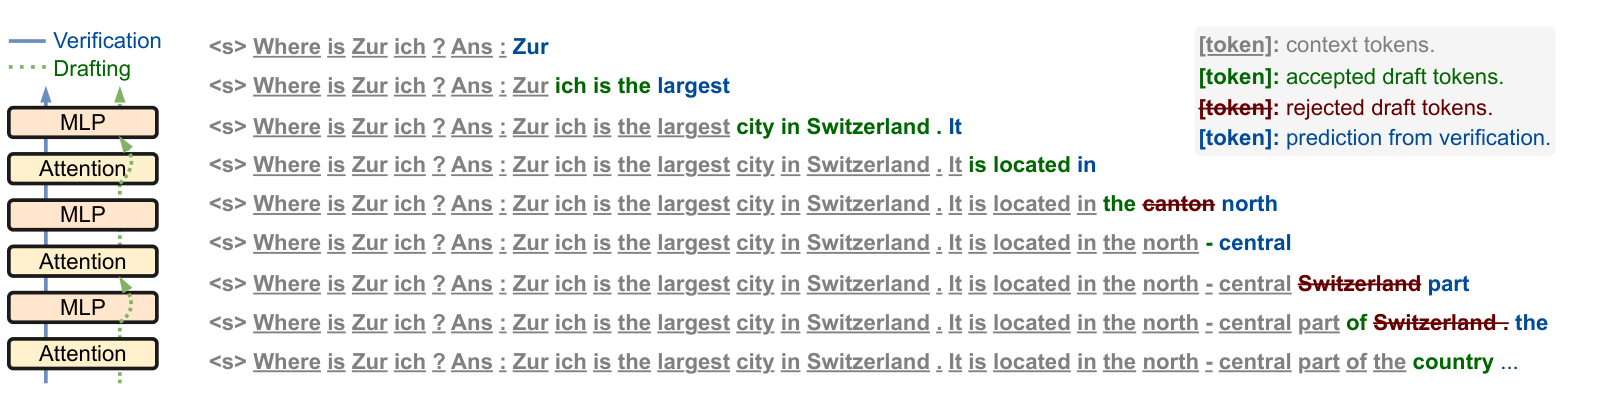 Verification
Drafting
MLP
Attention
MLP
Attention
MLP
Attention
<s> Where is Zur ich ? Ans : Zur
<s> Where is Zur ich ? Ans : Zur ich is the largest
<s> Where is Zur ich ? Ans : Zur ich is the largest city in Switzerland . It
<s> Where is Zur ich ? Ans : Zur ich is the largest city in Switzerland . It is located in
<s> Where is Zur ich ? Ans : Zur ich is the largest city in Switzerland . It is located in the canton north
<s> Where is Zur ich ? Ans : Zur ich is the largest city in Switzerland . It is located in the north - central
<s> Where is Zur ich ? Ans : Zur ich is the largest city in Switzerland . It is located in the north - central Switzerland part
<s> Where is Zur ich ? Ans : Zur ich is the largest city in Switzerland . It is located in the north - central part of Switzerland . the
<s> Where is Zur ich ? Ans : Zur ich is the largest city in Switzerland . It is located in the north - central part of the country ...
[token]: context tokens.
[token]: accepted draft tokens.
[token]: rejected draft tokens.
[token]: prediction from verification.